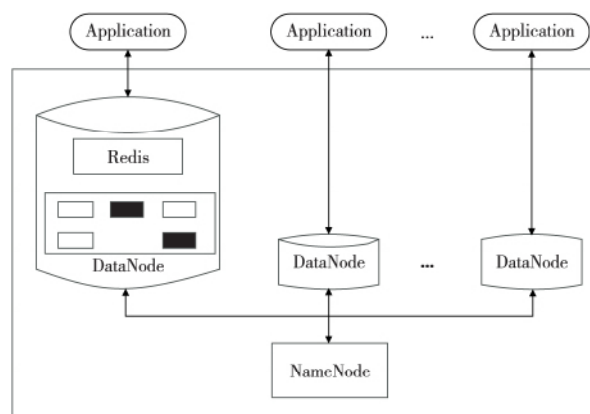 Application Application ... Application
Redis
DataNode DataNode ... DataNode
NameNode